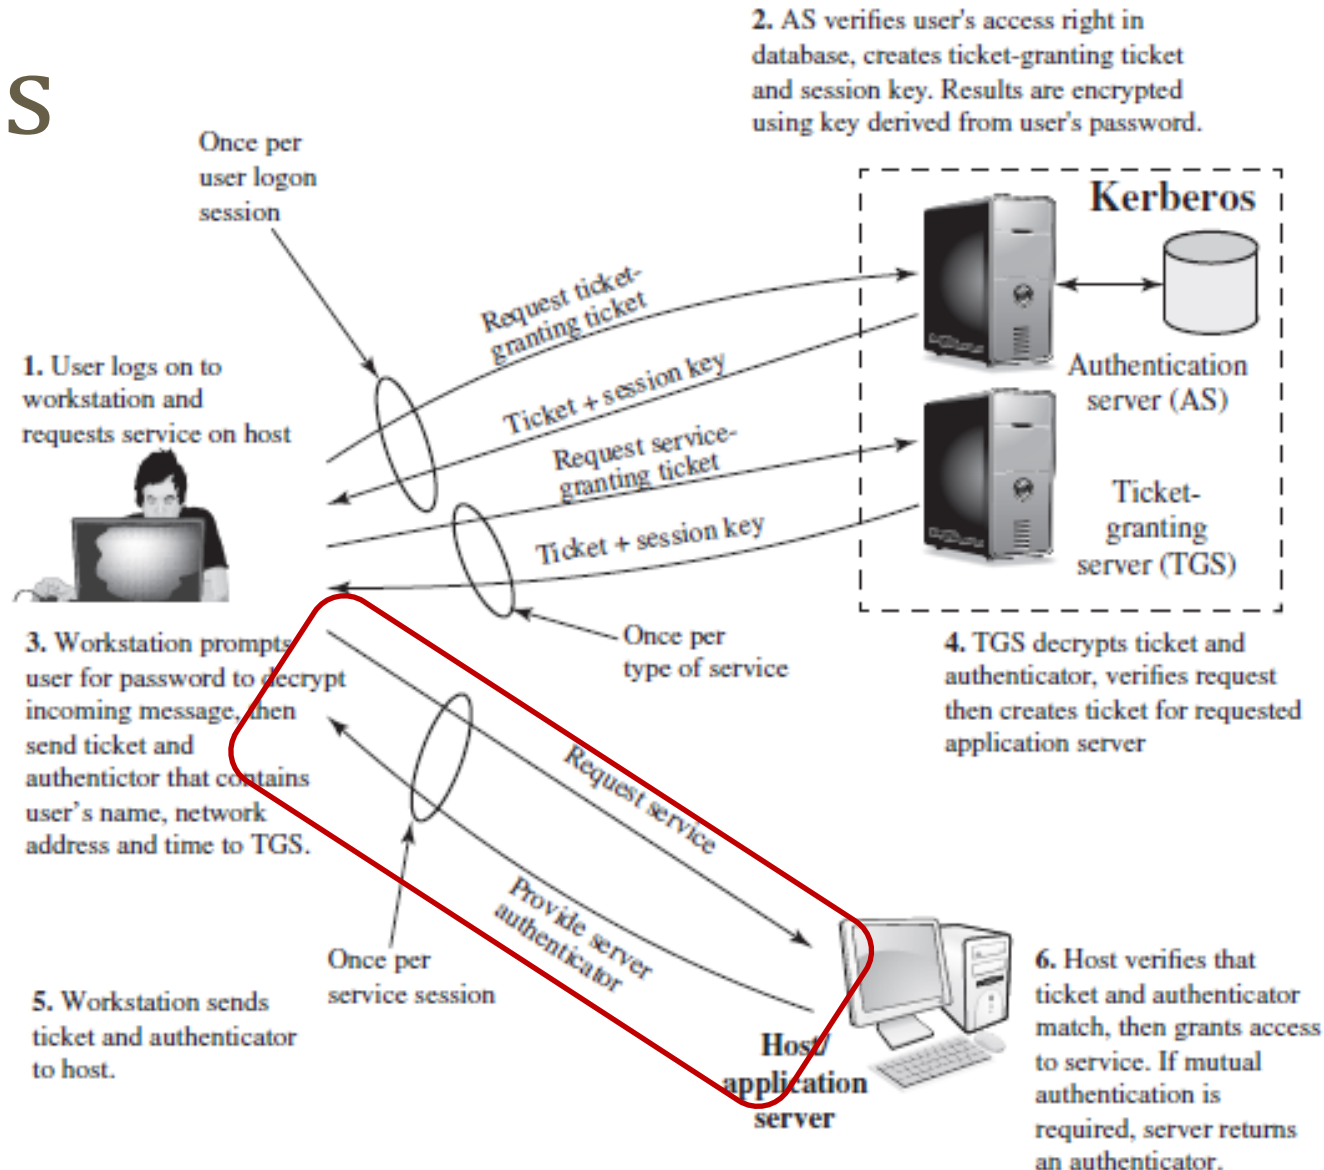 s
2. AS verifies user's access right in
database, creates ticket-granting ticket
and session key. Results are encrypted
using key derived from user's password.
Once per
user logon
session
Kerberos
Request ticket-
granting ticket
1. User logs on to
workstation and
requests service on host
Ticket + session key
Authentication
server (AS)
Request service-
granting ticket
Ticket + session key
Ticket-
granting
server (TGS)
Once per
type of service
3. Workstation prompts
user for password to decrypt
incoming message, then
send ticket and
authentictor that contains
user's name, network
address and time to TGS.
4. TGS decrypts ticket and
authenticator, verifies request
then creates ticket for requested
application server
Request service
Provide server
authenticator
Once per
service session
5. Workstation sends
ticket and authenticator
to host.
Host/
application
server
6. Host verifies that
ticket and authenticator
match, then grants access
to service. If mutual
authentication is
required, server returns
an authenticator.